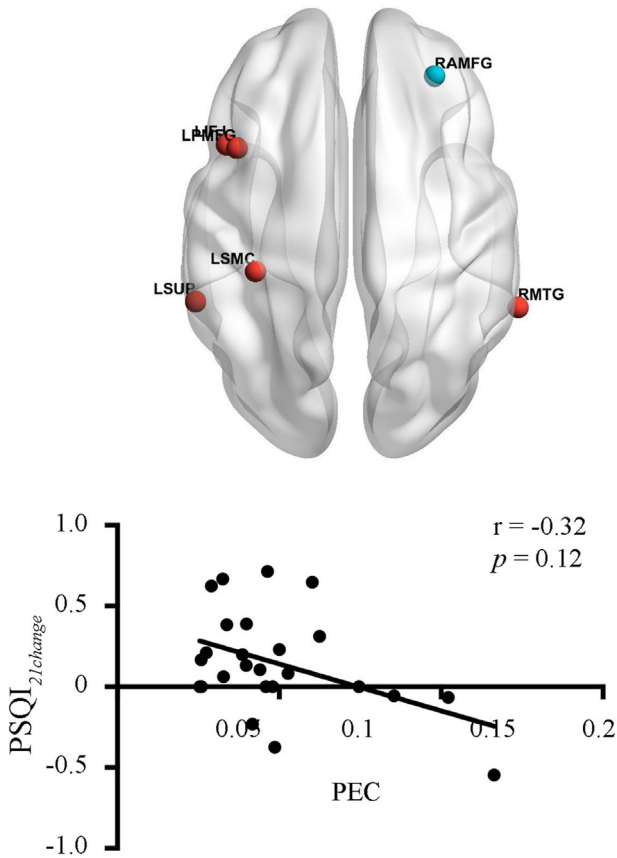 RAMFG
LPMFG
LSMC
LSUP
RMTG
1.0
r = -0.32
p = 0.12
0.5
0
0.05 0.1 0.15 0.2
-0.5
-1.0
PSQI21change
PEC